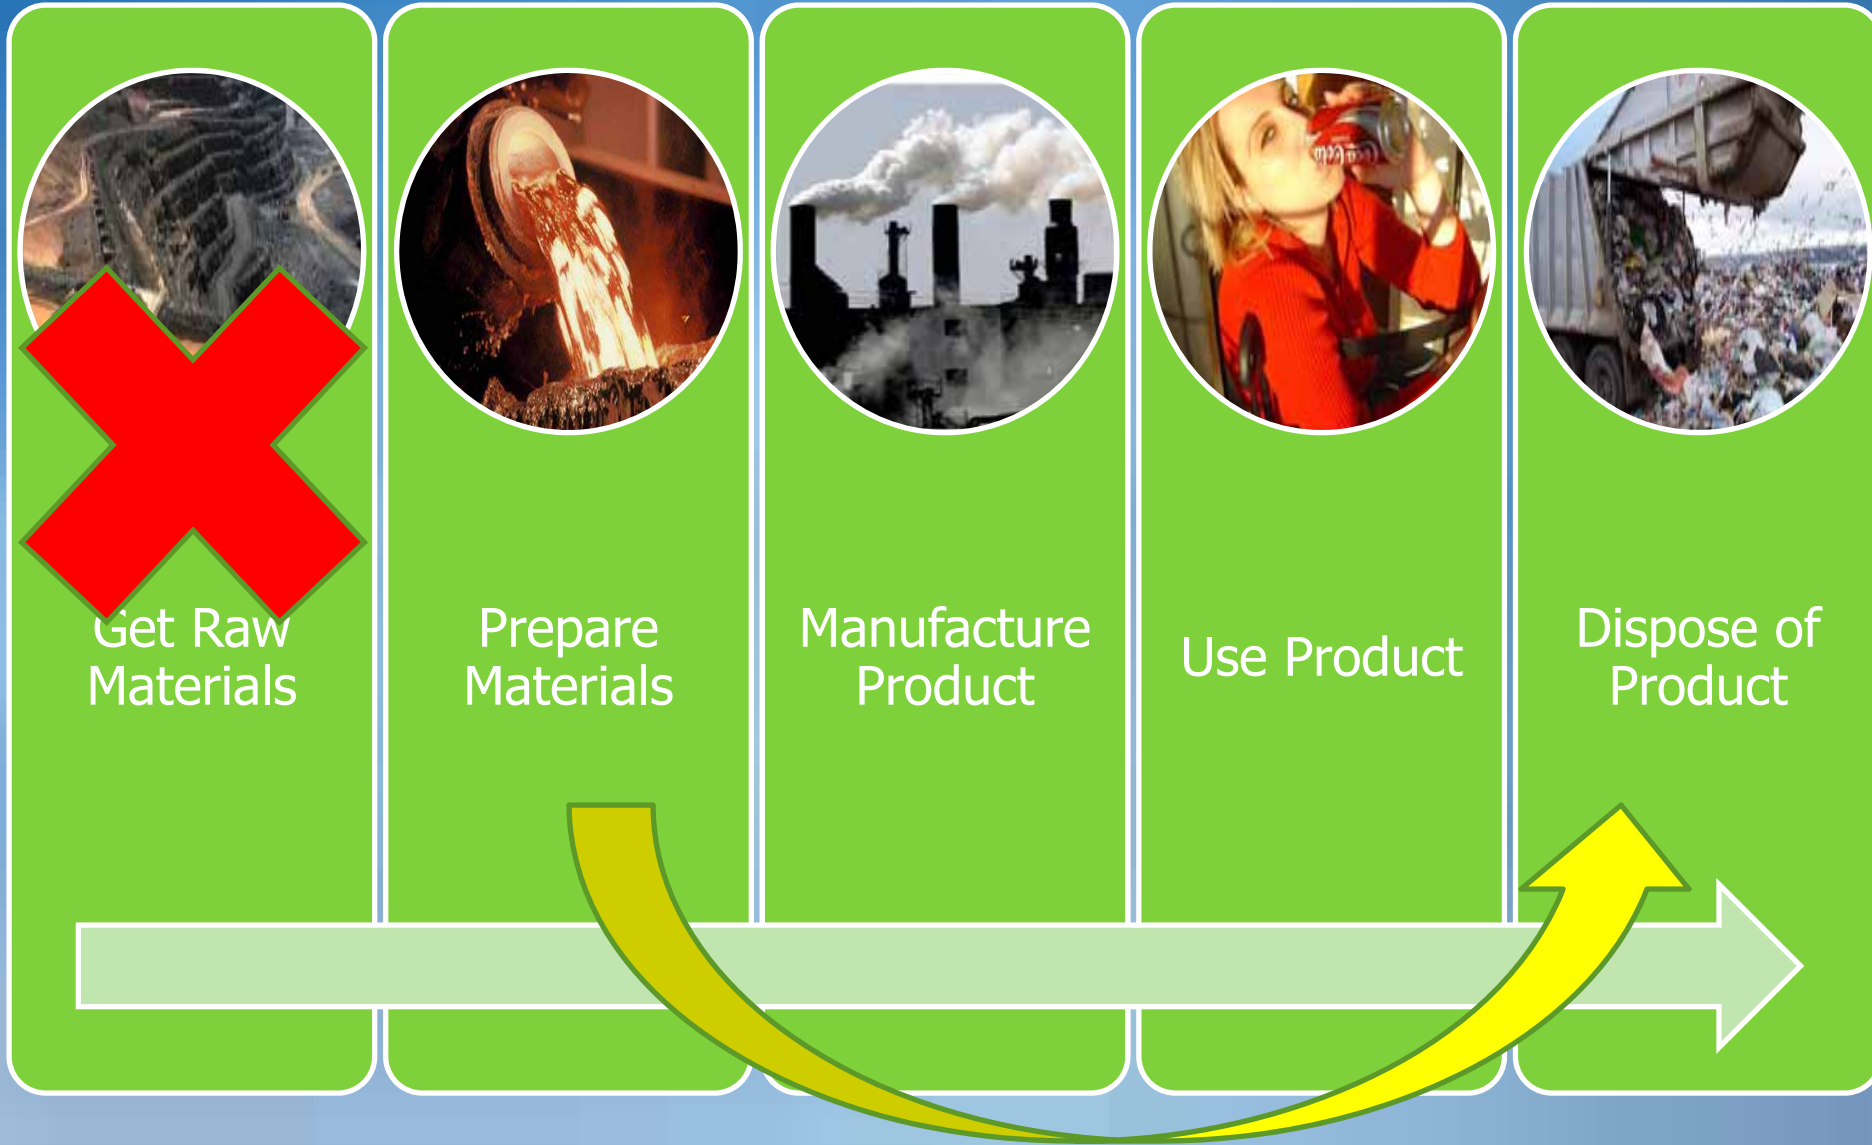 Get Raw
Materials
Prepare
Materials
Manufacture
Product
Use Product
Dispose of
Product